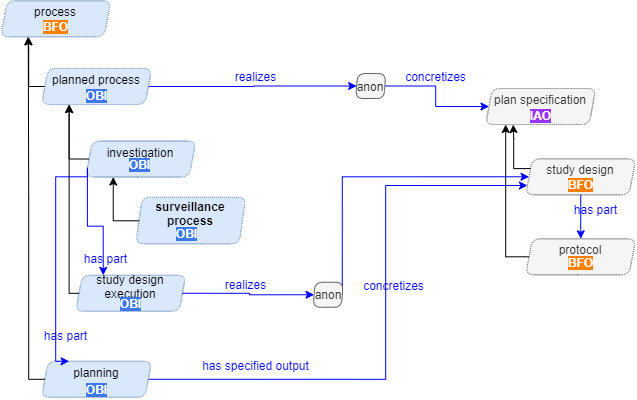 process
BFO
planned process
OBI
realizes
anon
concretizes
plan specification
IAO
investigation
OBI
study design
BFO
surveillance
process
OBI
has part
protocol
BFO
has part
study design
execution
OBI
realizes
anon
concretizes
has part
planning
OBI
has specified output